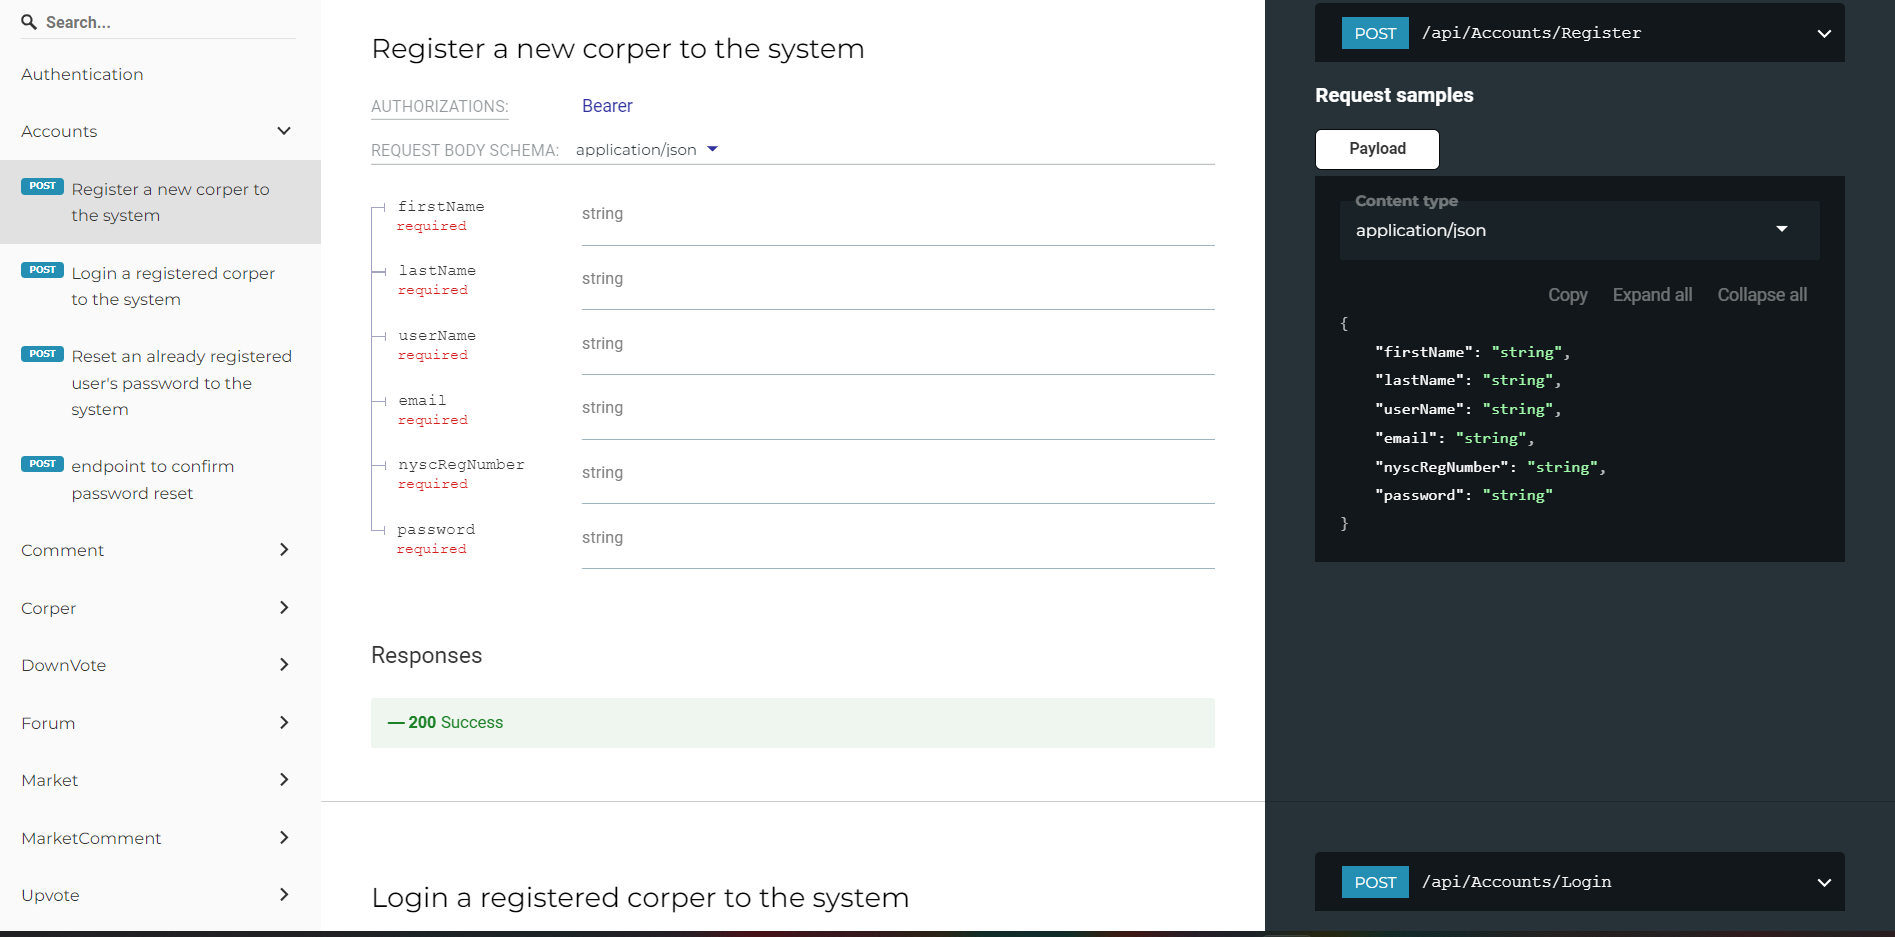 Search...
Authentication
Accounts
POST Register a new corper to
the system
POST Login a registered corper
to the system
POST Reset an already registered
user's password to the
system
POST endpoint to confirm
password reset
Comment
Corper
DownVote
Forum
Market
MarketComment
Upvote
Register a new corper to the system
AUTHORIZATIONS: Bearer
REQUEST BODY SCHEMA: application/json
firstName string
required
lastName string
required
userName string
required
email string
required
nyscRegNumber string
required
password string
required
Responses
— 200 Success
Login a registered corper to the system
POST /api/Accounts/Register
Request samples
Payload
Content type
application/json
Copy Expand all Collapse all
{
"firstName": "string",
"lastName": "string",
"userName": "string",
"email": "string",
"nyscRegNumber": "string",
"password": "string"
}
POST /api/Accounts/Login